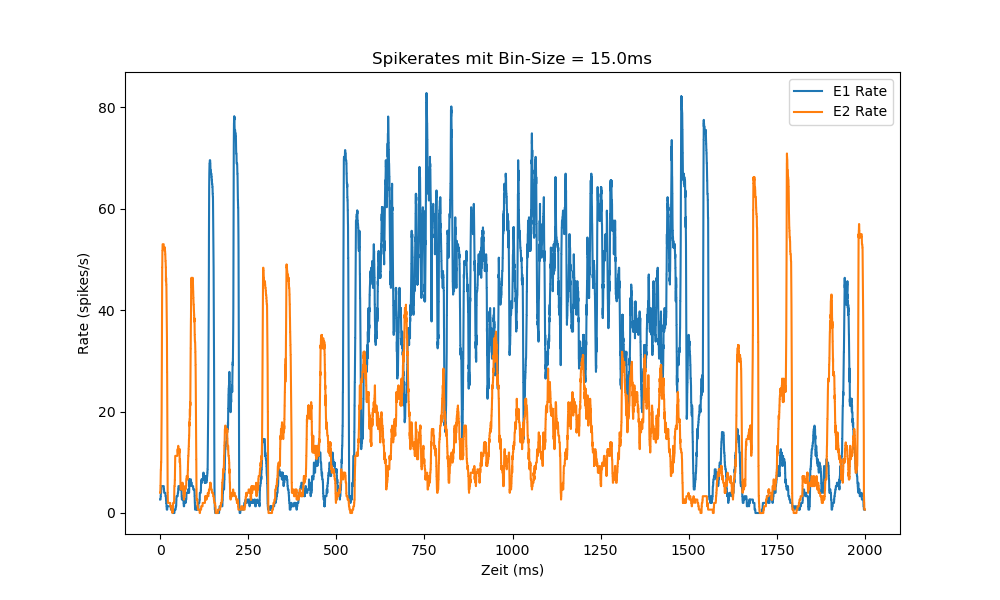 Spikerates mit Bin-Size = 15.0ms
E1 Rate
E2 Rate
80
60
40
20
0
Rate (spikes/s)
0 250 500 750 1000 1250 1500 1750 2000
Zeit (ms)